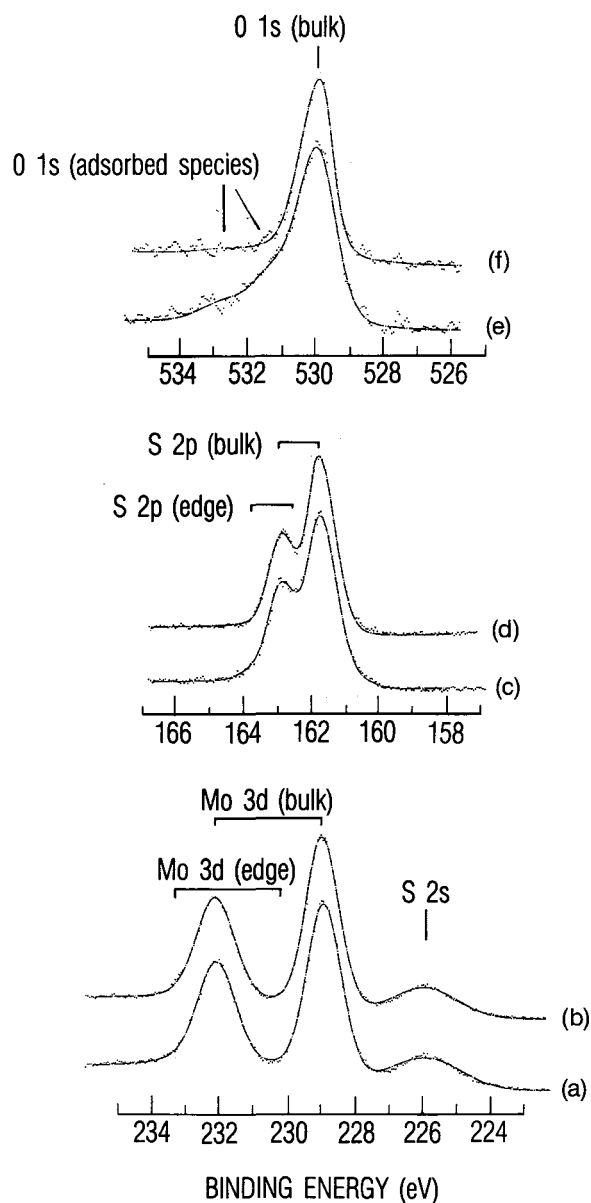 O 1s (bulk)
O 1s (adsorbed species)
(f)
(e)
534 532 530 528 526
S 2p (bulk)
S 2p (edge)
(d)
(c)
166 164 162 160 158
Mo 3d (bulk)
Mo 3d (edge)
S 2s
(b)
(a)
234 232 229 228 226 224
BINDING ENERGY (eV)